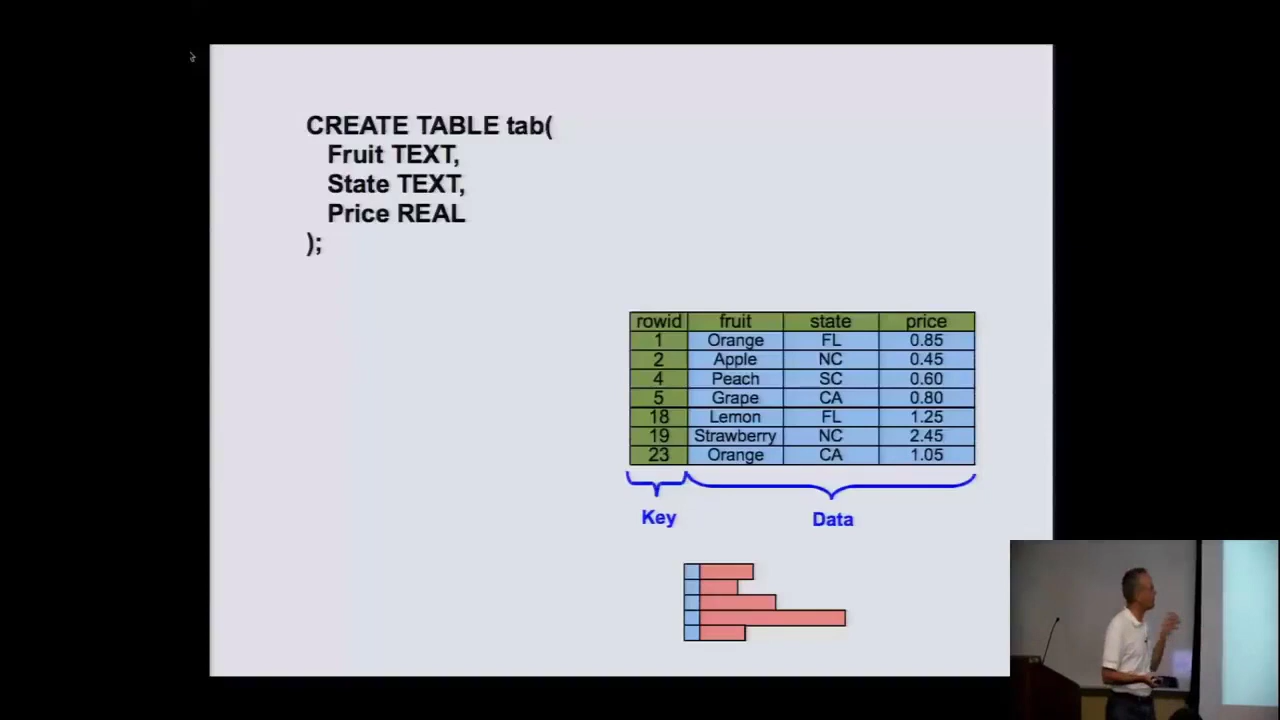 CREATE TABLE tab(
Fruit TEXT,
State TEXT,
Price REAL
);
rowid fruit state price
1 Orange FL 0.85
2 Apple NC 0.45
4 Peach SC 0.60
5 Grape CA 0.80
18 Lemon FL 1.25
19 Strawberry NC 2.45
23 Orange CA 1.05
Key Data